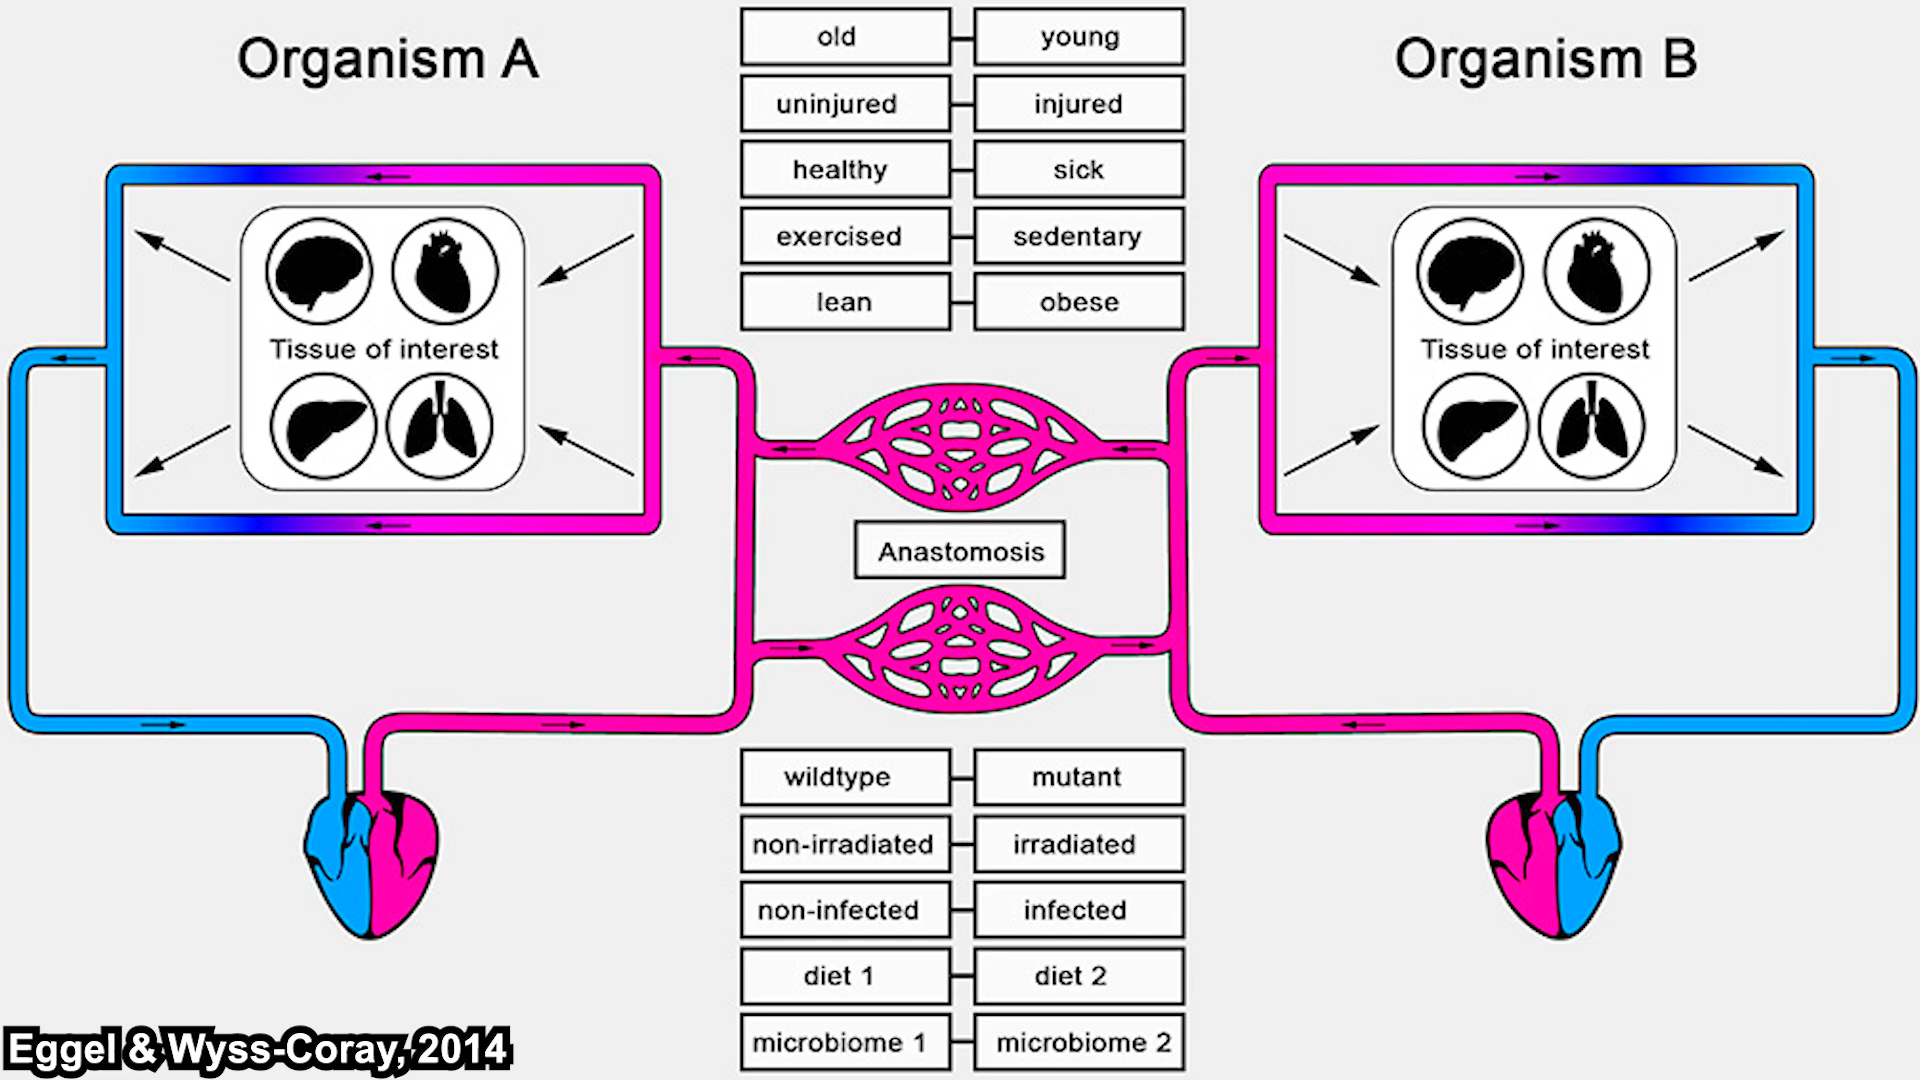 Organism A
Organism B
old
young
uninjured
injured
healthy
sick
exercised
sedentary
lean
obese
Tissue of interest
Tissue of interest
Anastomosis
wildtype
mutant
non-irradiated
irradiated
non-infected
infected
diet 1
diet 2
microbiome 1
microbiome 2
Eggel & Wyss-Coray, 2014